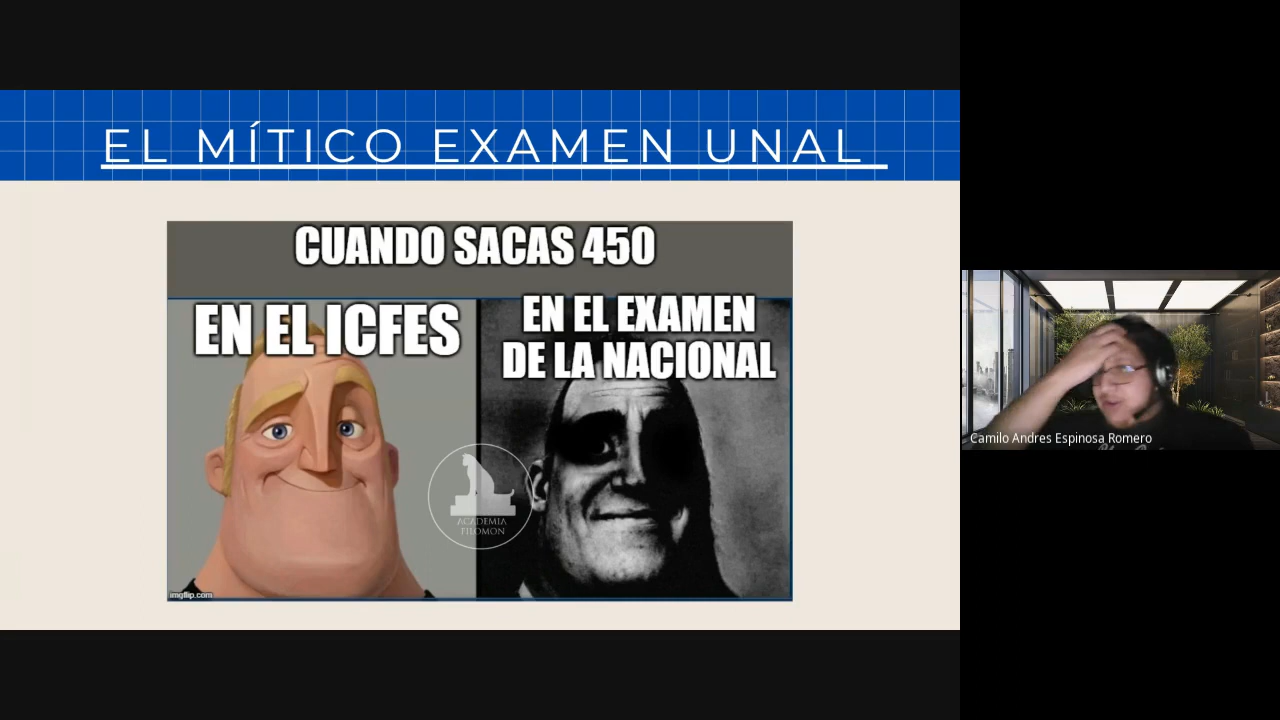 EL MÍTICO EXAMEN UNAL
CUANDO SACAS 450
EN EL ICFES
EN EL EXAMEN
DE LA NACIONAL
ACADEMIA
FILOMON
imgflip.com
Camilo Andres Espinosa Romero